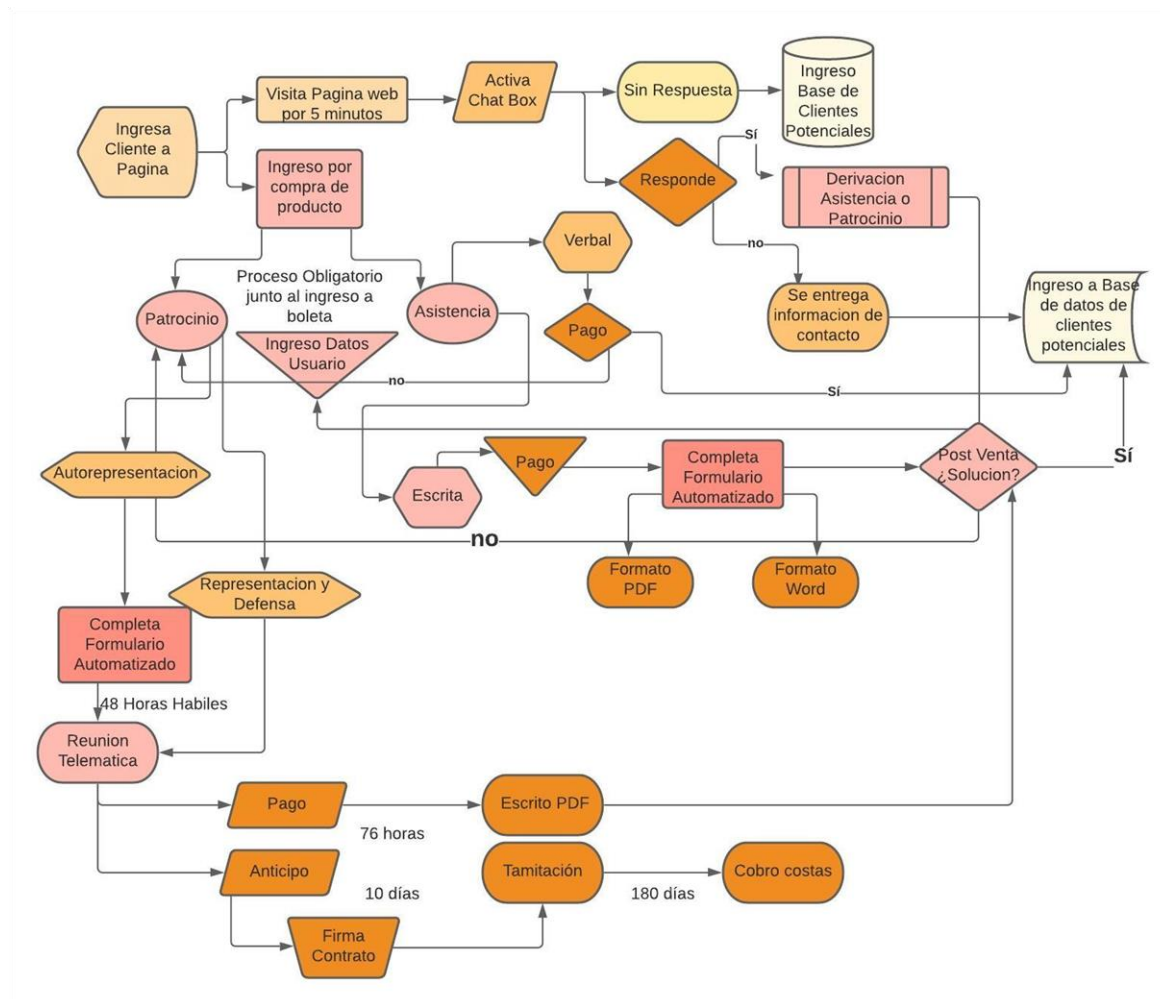 Ingreso
Base de
Clientes
Potenciales
Activa
Chat Box
Visita Pagina web
por 5 minutos
Sin Respuesta
Ingresa
Cliente a
Pagina
Sí
Ingreso por
compra de
producto
Responde
Derivacion
Asistencia o
Patrocinio
Verbal
no
Proceso Obligatorio
junto al ingreso a
boleta
Patrocinio
Asistencia
Pago
Se entrega
informacion de
contacto
Ingreso a Base
de datos de
clientes
potenciales
Ingreso Datos
Usuario
no
Sí
Autorepresentacion
Escrita
Pago
Completa
Formulario
Automatizado
Post Venta
¿Solucion?
Sí
no
Formato
PDF
Formato
Word
Representacion y
Defensa
Completa
Formulario
Automatizado
48 Horas Habiles
Reunion
Telematica
Pago
76 horas
Escrito PDF
Anticipo
10 días
Tamitación
180 días
Cobro costas
Firma
Contrato